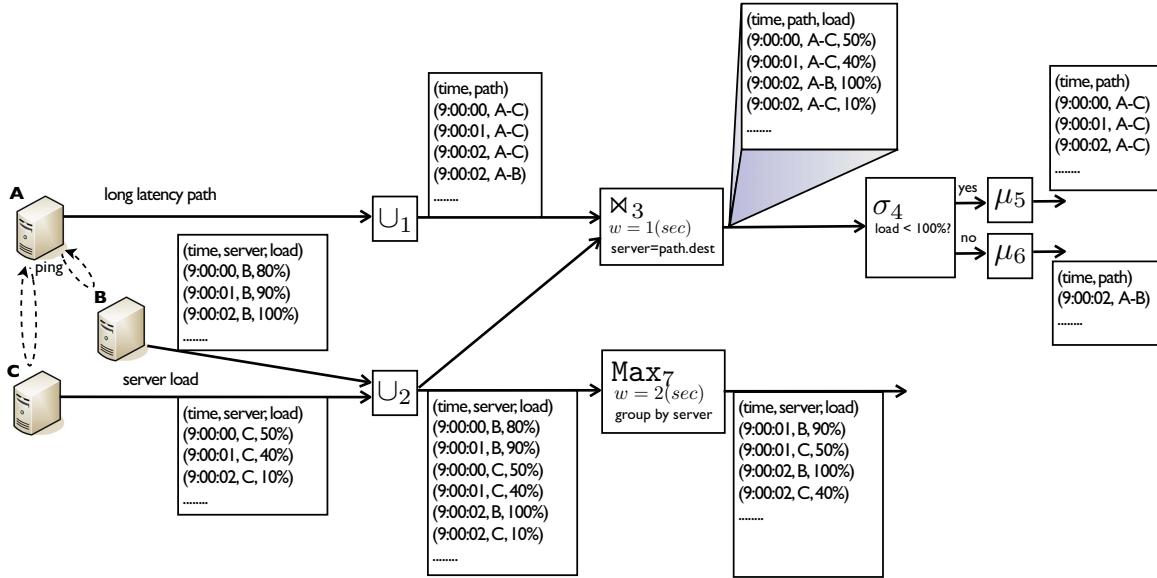 A
long latency path
∪1
(time, path)
(9:00:00, A-C)
(9:00:01, A-C)
(9:00:02, A-C)
(9:00:02, A-B)
........
ping
B
(time, server, load)
(9:00:00, B, 80%)
(9:00:01, B, 90%)
(9:00:02, B, 100%)
........
C
server load
∪2
(time, server, load)
(9:00:00, C, 50%)
(9:00:01, C, 40%)
(9:00:02, C, 10%)
........
(time, server, load)
(9:00:00, B, 80%)
(9:00:01, B, 90%)
(9:00:00, C, 50%)
(9:00:01, C, 40%)
(9:00:02, B, 100%)
(9:00:02, C, 10%)
........
⋈3
w = 1(sec)
server=path.dest
(time, path, load)
(9:00:00, A-C, 50%)
(9:00:01, A-C, 40%)
(9:00:02, A-B, 100%)
(9:00:02, A-C, 10%)
........
σ4
load < 100%?
yes
μ5
no
μ6
(time, path)
(9:00:00, A-C)
(9:00:01, A-C)
(9:00:02, A-C)
........
(time, path)
(9:00:02, A-B)
........
Max7
w = 2(sec)
group by server
(time, server, load)
(9:00:01, B, 90%)
(9:00:01, C, 50%)
(9:00:02, B, 100%)
(9:00:02, C, 40%)
........